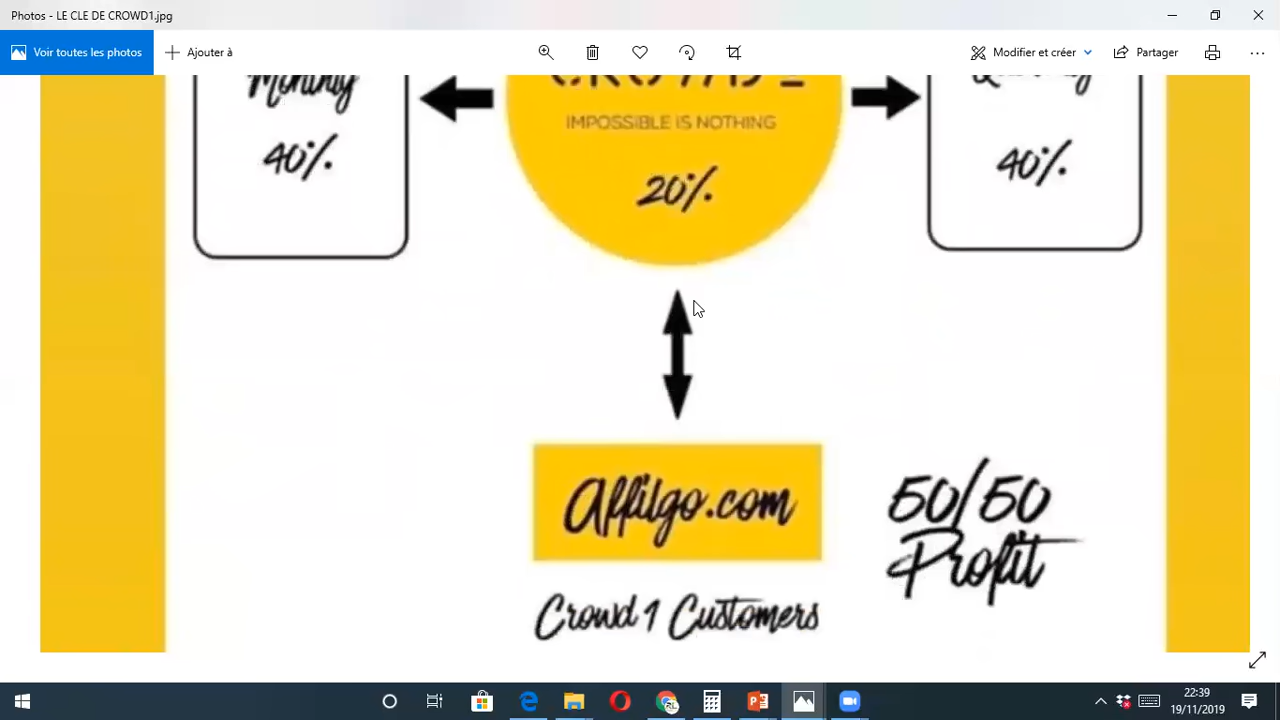 Photos - LE CLE DE CROWD1.jpg
Voir toutes les photos
Ajouter à
Modifier et créer
Partager
Monthly
IMPOSSIBLE IS NOTHING
40%
20%
40%
Affilgo.com
50/50
Profit
Crowd 1 Customers
22:39
19/11/2019